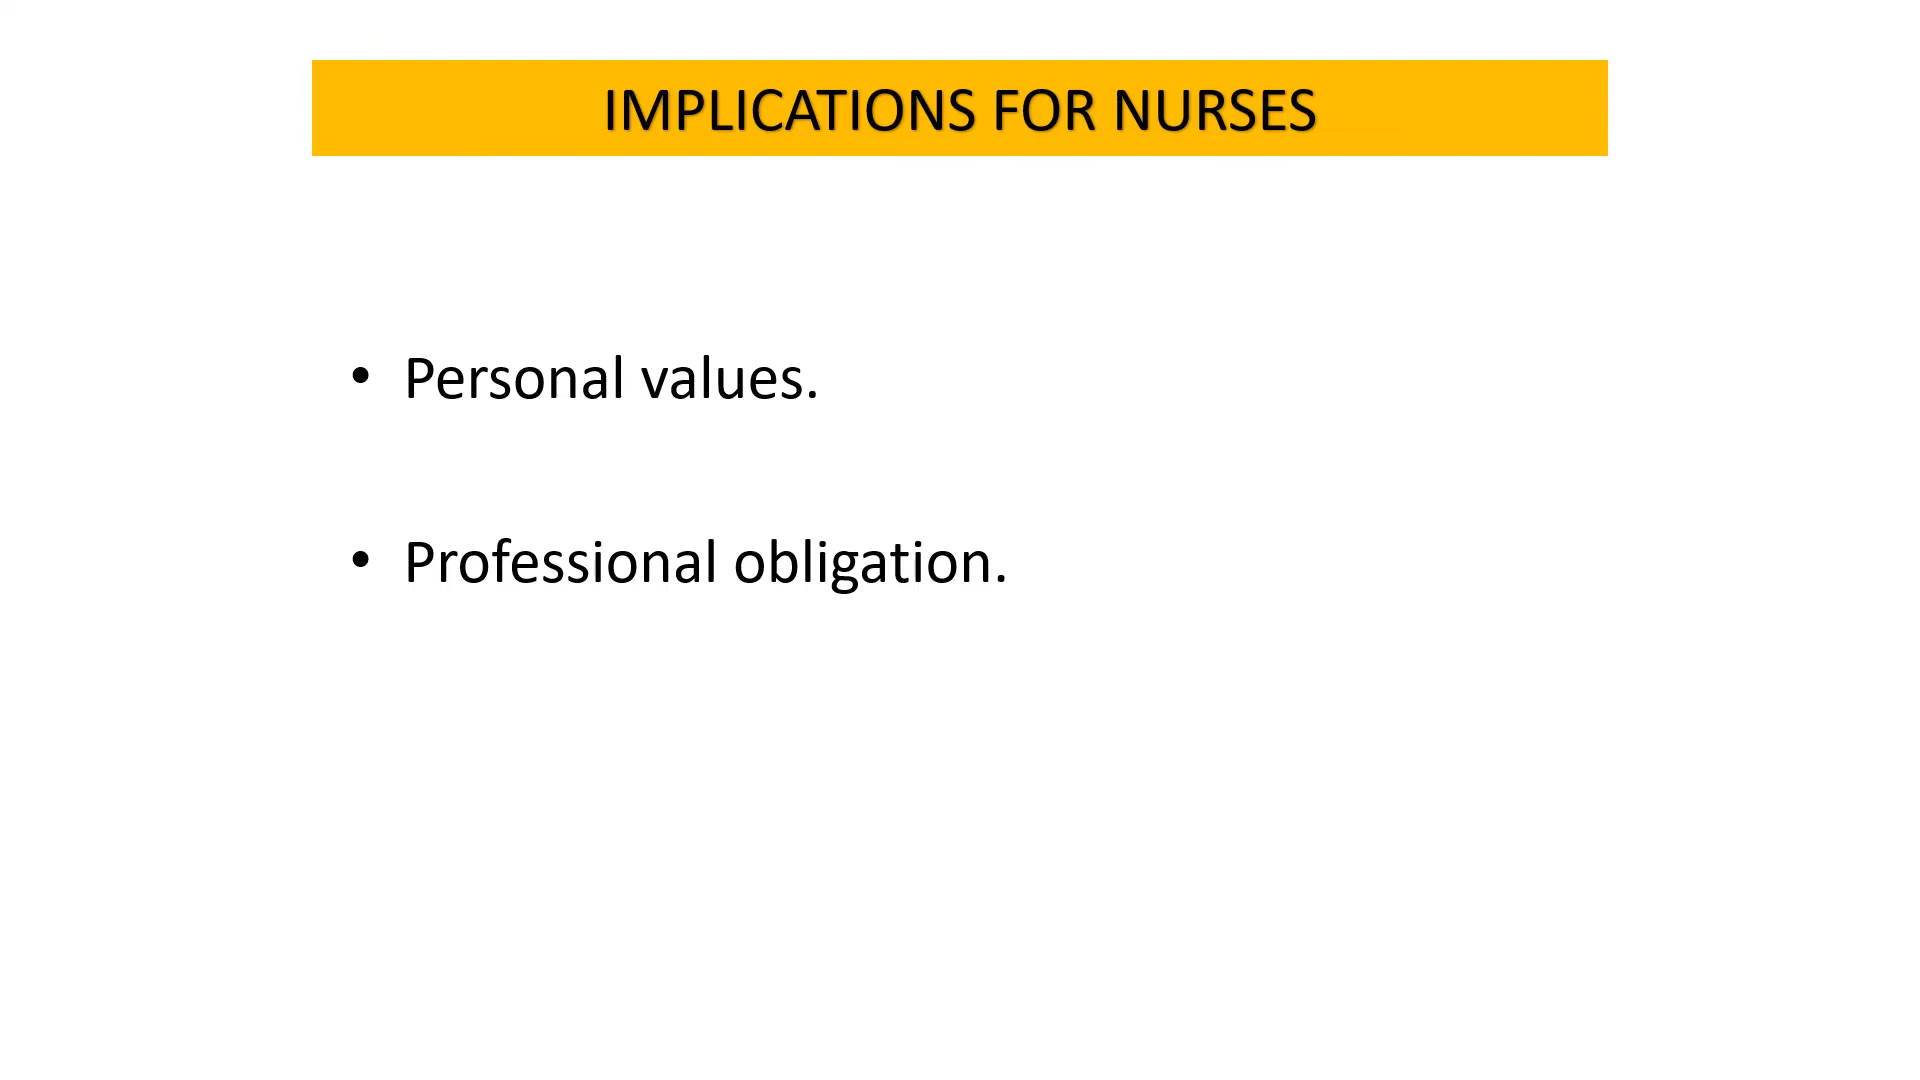 IMPLICATIONS FOR NURSES
• Personal values.
• Professional obligation.